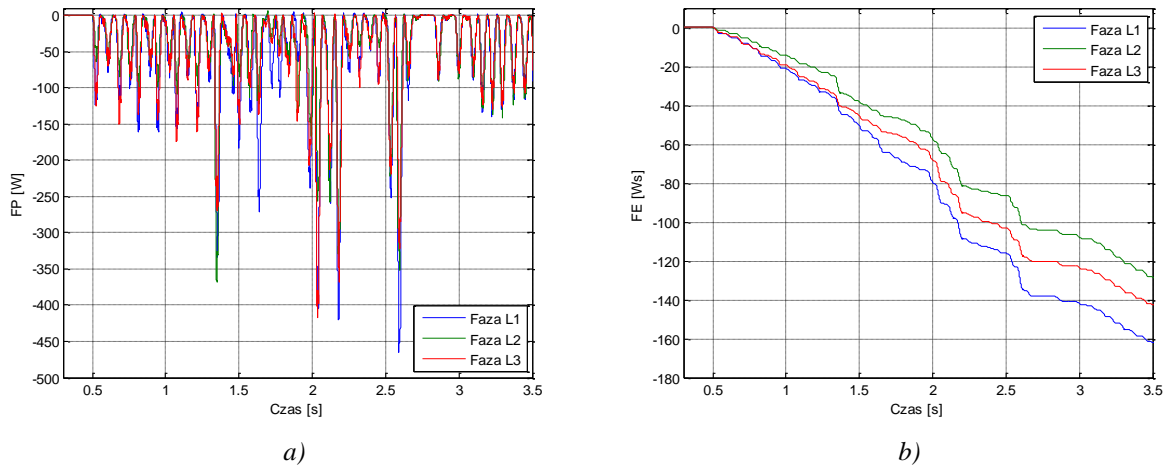 0
-50
-100
-150
-200
-250
-300
-350
-400
-450
-500
FP [W]
0.5 1 1.5 2 2.5 3 3.5
Czas [s]
Faza L1
Faza L2
Faza L3
a)
0
-20
-40
-60
-80
-100
-120
-140
-160
-180
FE [Ws]
0.5 1 1.5 2 2.5 3 3.5
Czas [s]
Faza L1
Faza L2
Faza L3
b)